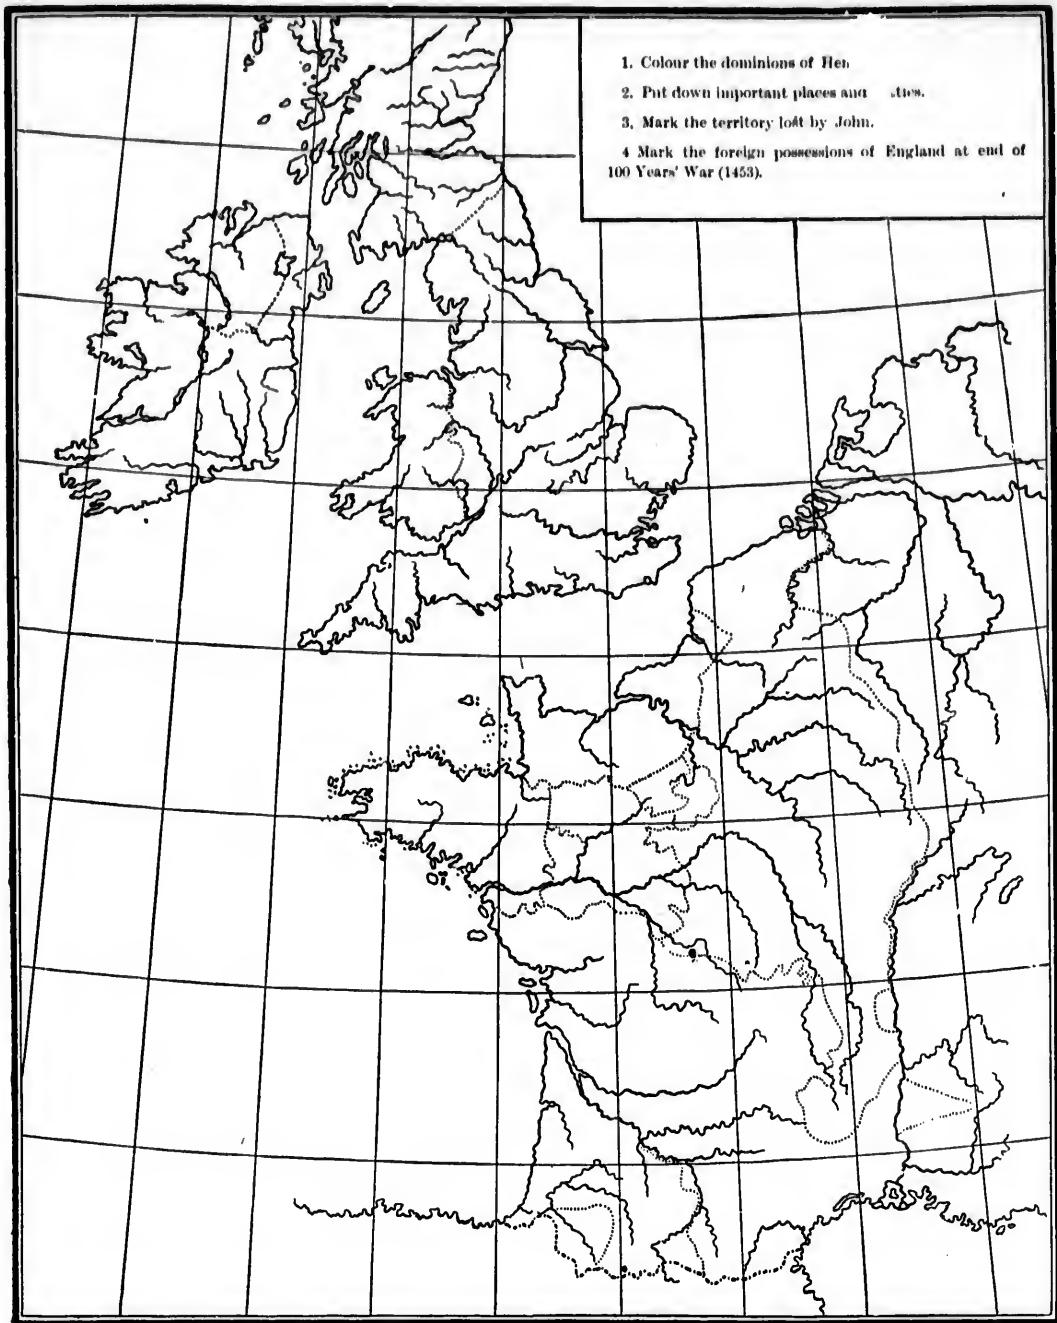 1. Colour the dominions of
2. Put down important places and
3. Mark the territory lost by John.
4 Mark the foreign possessions of England at end of
100 Years' War (1453).